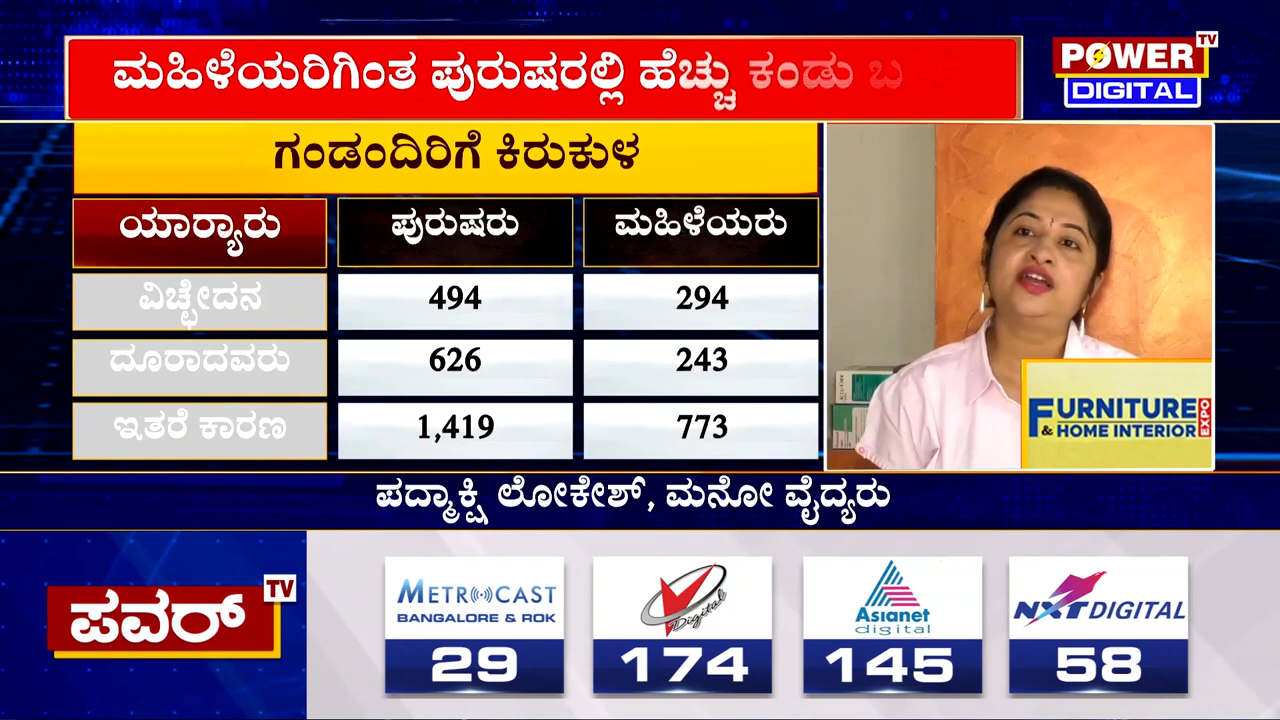 ಮಹಿಳೆಯರಿಗಿಂತ ಪುರುಷರಲ್ಲಿ ಹೆಚ್ಚು ಕಂಡು ಬ
POWER TV
DIGITAL
ಗಂಡಂದಿರಿಗೆ ಕಿರುಕುಳ
ಯಾರ‍್ಯಾರು ಪುರುಷರು ಮಹಿಳೆಯರು
ವಿಚ್ಛೇದನ 494 294
ದೂರಾದವರು 626 243
ಇತರೆ ಕಾರಣ 1,419 773
FURNITURE
& HOME INTERIOR EXPO
ಪದ್ಮಾಕ್ಷಿ ಲೋಕೇಶ್, ಮನೋ ವೈದ್ಯರು
ಪವರ್ TV
METROCAST
BANGALORE & ROK
29
V Digital
174
Asianet
digital
145
NXTDIGITAL
58